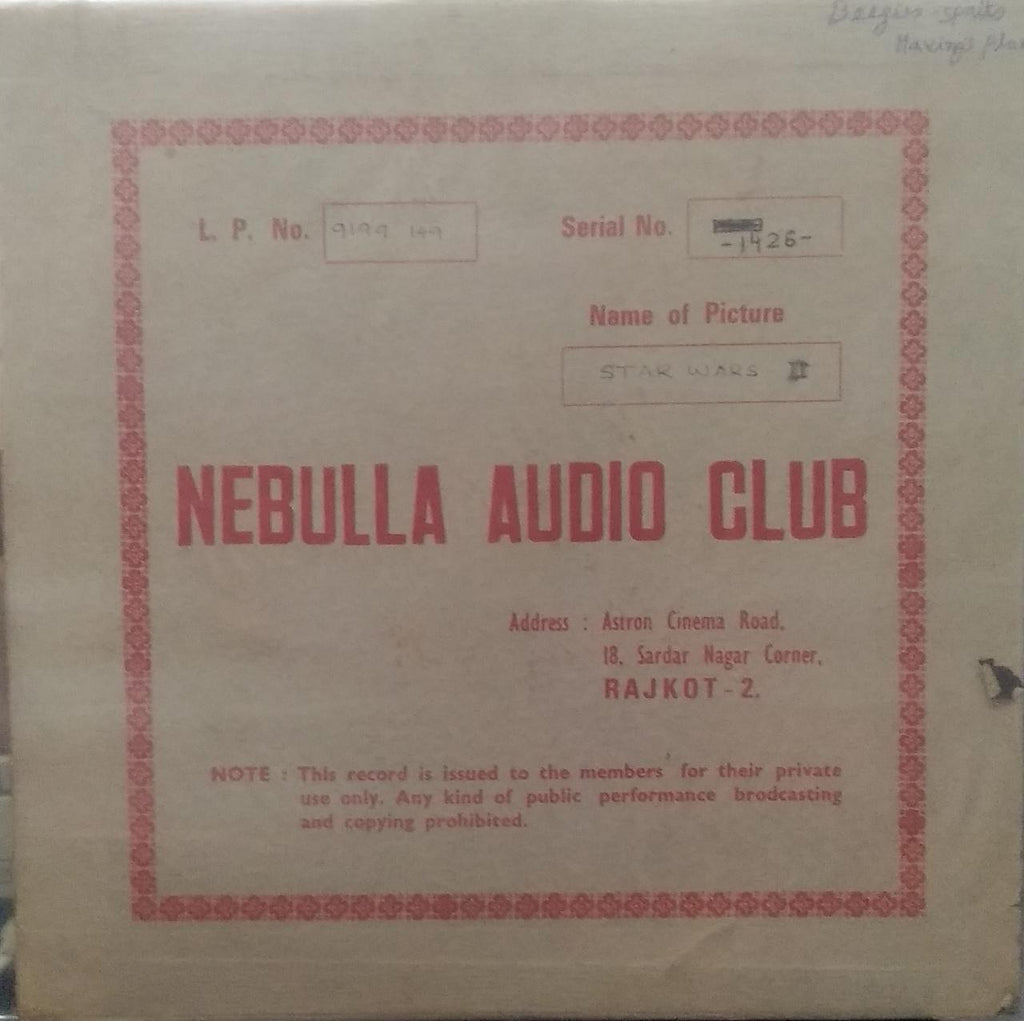 L. P. No. 9199 149
Serial No. -1426-
Name of Picture
STAR WARS II
NEBULLA AUDIO CLUB
Address : Astron Cinema Road,
18, Sardar Nagar Corner,
RAJKOT - 2.
NOTE : This record is issued to the members' for their private
use only. Any kind of public performance brodcasting
and copying prohibited.